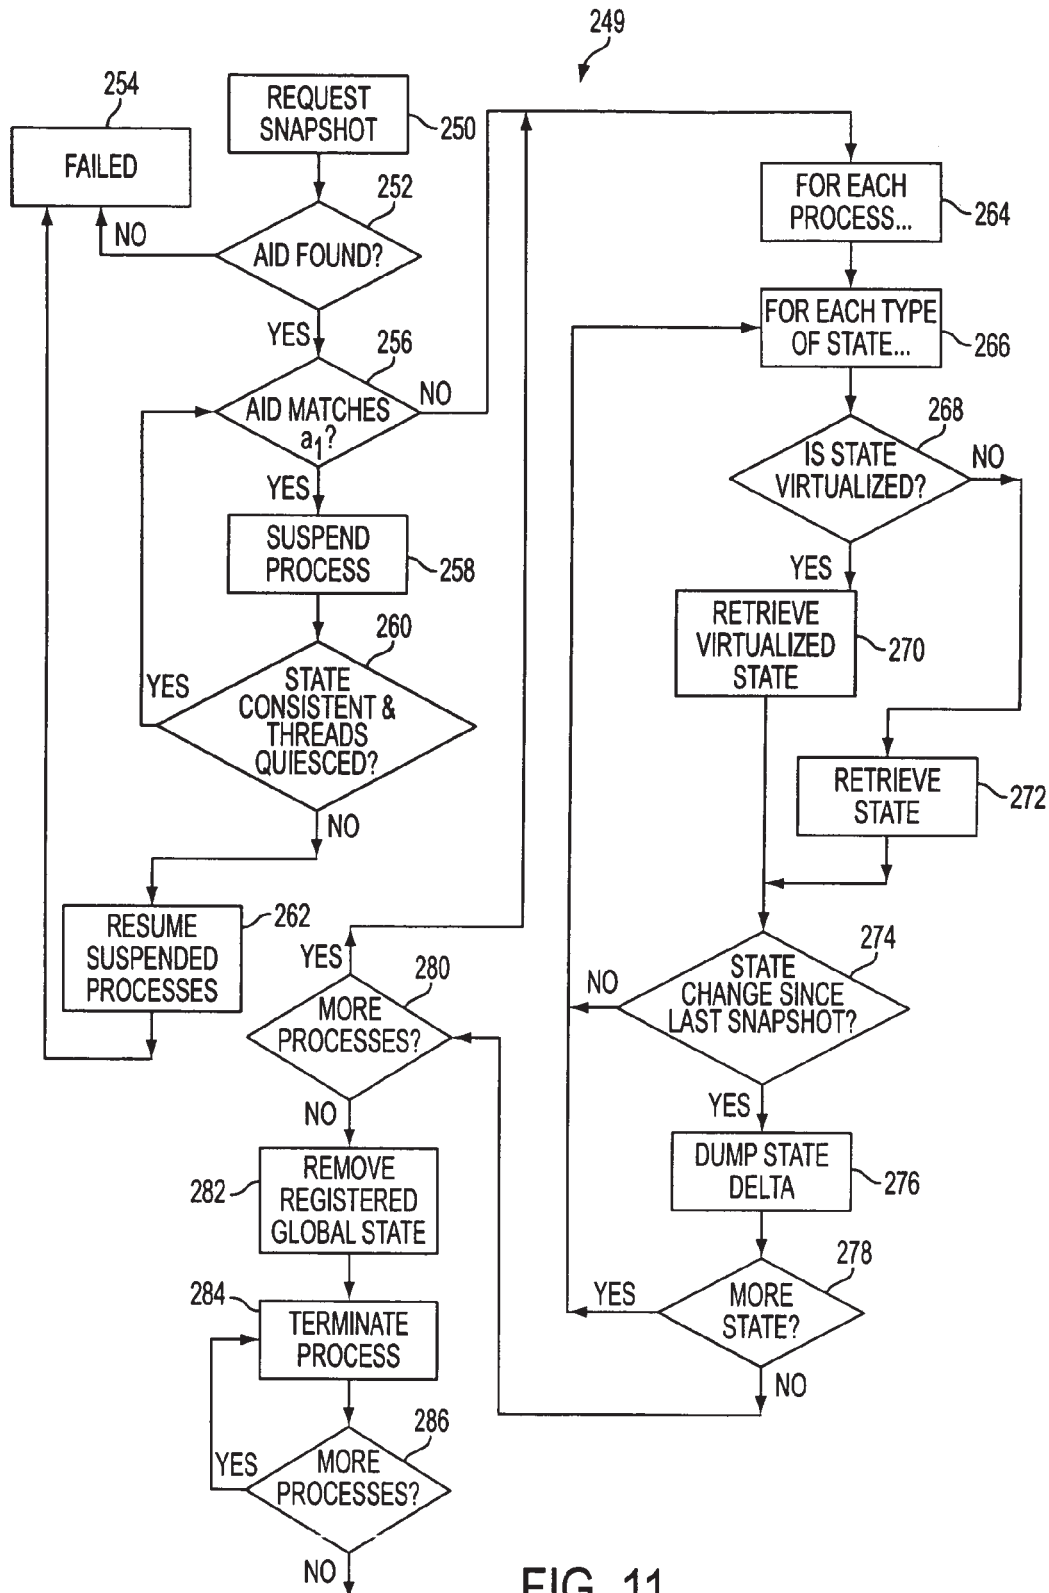 249
254
REQUEST
SNAPSHOT
250
FAILED
252
NO
AID FOUND?
FOR EACH
PROCESS...
264
YES
256
FOR EACH TYPE
OF STATE...
266
AID MATCHES
a1?
NO
268
IS STATE
VIRTUALIZED?
NO
YES
SUSPEND
PROCESS
258
YES
RETRIEVE
VIRTUALIZED
STATE
270
260
YES
STATE
CONSISTENT &
THREADS
QUIESCED?
RETRIEVE
STATE
272
NO
RESUME
SUSPENDED
PROCESSES
262
YES
280
MORE
PROCESSES?
274
NO
STATE
CHANGE SINCE
LAST SNAPSHOT?
NO
YES
REMOVE
REGISTERED
GLOBAL STATE
282
DUMP STATE
DELTA
276
278
YES
MORE
STATE?
284
TERMINATE
PROCESS
NO
286
YES
MORE
PROCESSES?
NO
FIG. 11